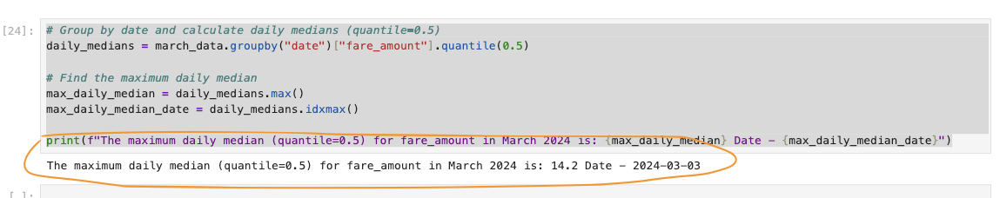 [24]:
# Group by date and calculate daily medians (quantile=0.5)
daily_medians = march_data.groupby("date")["fare_amount"].quantile(0.5)
# Find the maximum daily median
max_daily_median = daily_medians.max()
max_daily_median_date = daily_medians.idxmax()
print(f"The maximum daily median (quantile=0.5) for fare_amount in March 2024 is: {max_daily_median} Date - {max_daily_median_date}")
The maximum daily median (quantile=0.5) for fare_amount in March 2024 is: 14.2 Date - 2024-03-03
[ ]: